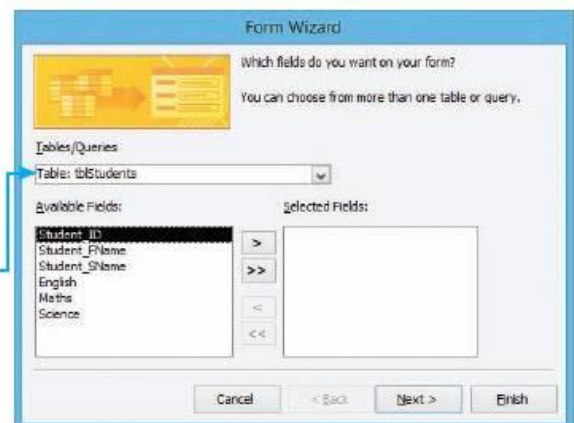 Form Wizard
Which fields do you want on your form?
You can choose from more than one table or query.
Tables/Queries
Table: tblStudents
Available Fields:
Selected Fields:
Student_ID
Student_FName
Student_SName
English
Maths
Science
>
>>
<
<<
Cancel
< Back
Next >
Finish